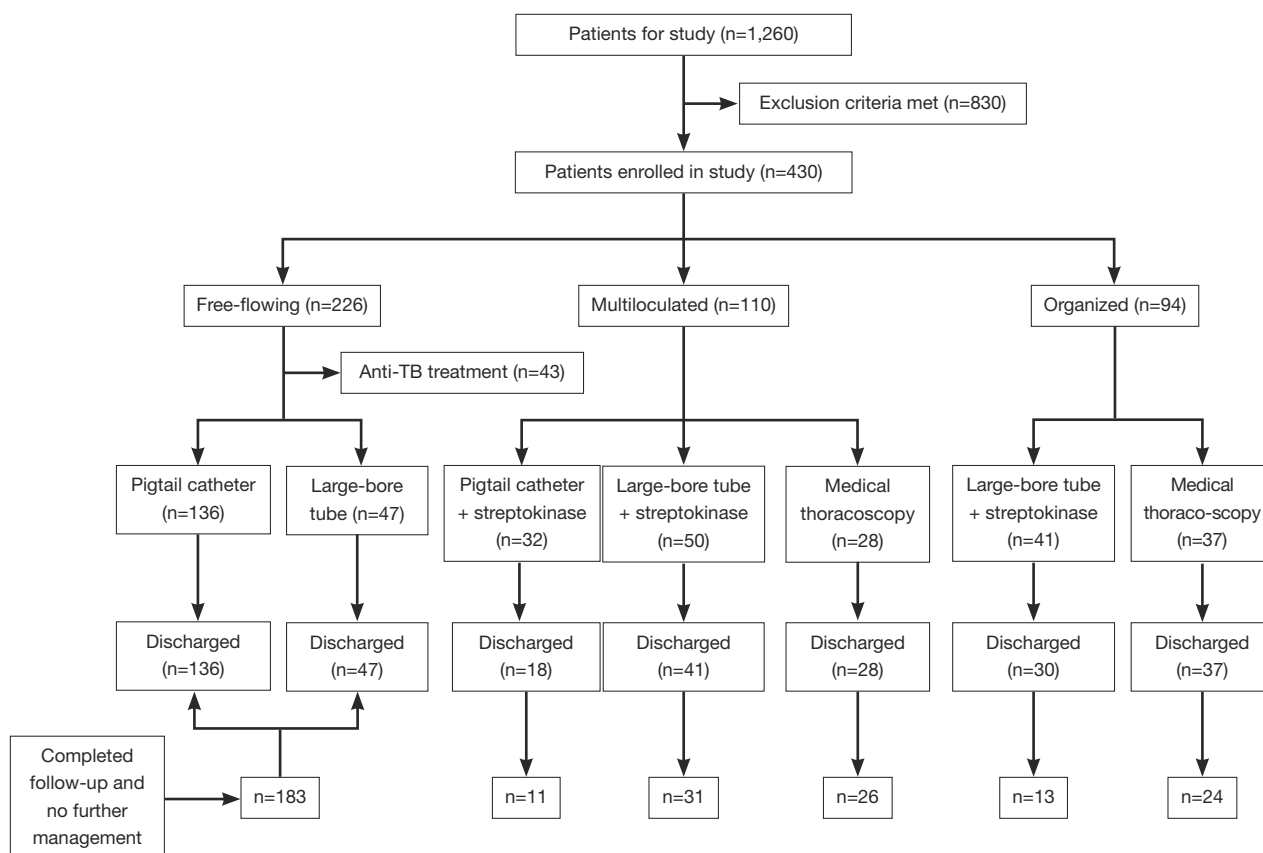 Patients for study (n=1,260)
Exclusion criteria met (n=830)
Patients enrolled in study (n=430)
Free-flowing (n=226)
Multiloculated (n=110)
Organized (n=94)
Anti-TB treatment (n=43)
Pigtail catheter
(n=136)
Large-bore
tube (n=47)
Pigtail catheter
+ streptokinase
(n=32)
Large-bore tube
+ streptokinase
(n=50)
Medical
thoracoscopy
(n=28)
Large-bore tube
+ streptokinase
(n=41)
Medical
thoraco-scopy
(n=37)
Discharged
(n=136)
Discharged
(n=47)
Discharged
(n=18)
Discharged
(n=41)
Discharged
(n=28)
Discharged
(n=30)
Discharged
(n=37)
Completed
follow-up and
no further
management
n=183
n=11
n=31
n=26
n=13
n=24